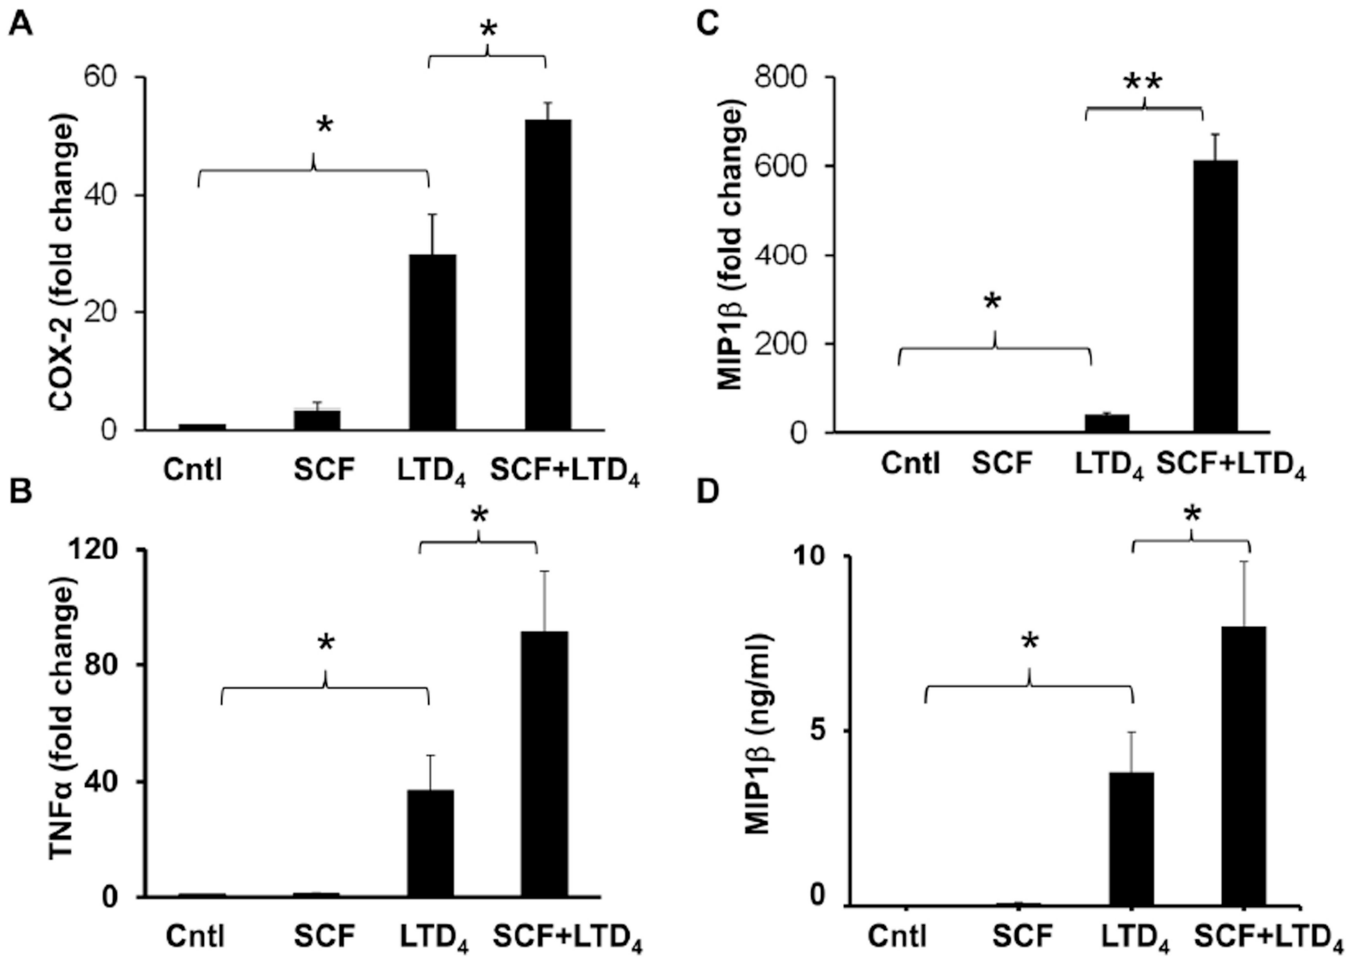 A
COX-2 (fold change)
60
40
20
0
*
*
Cntl SCF LTD4 SCF+LTD4
B
TNFα (fold change)
120
80
40
0
*
*
Cntl SCF LTD4 SCF+LTD4
C
MIP1β (fold change)
800
600
400
200
0
*
**
Cntl SCF LTD4 SCF+LTD4
D
MIP1β (ng/ml)
10
5
0
*
*
Cntl SCF LTD4 SCF+LTD4